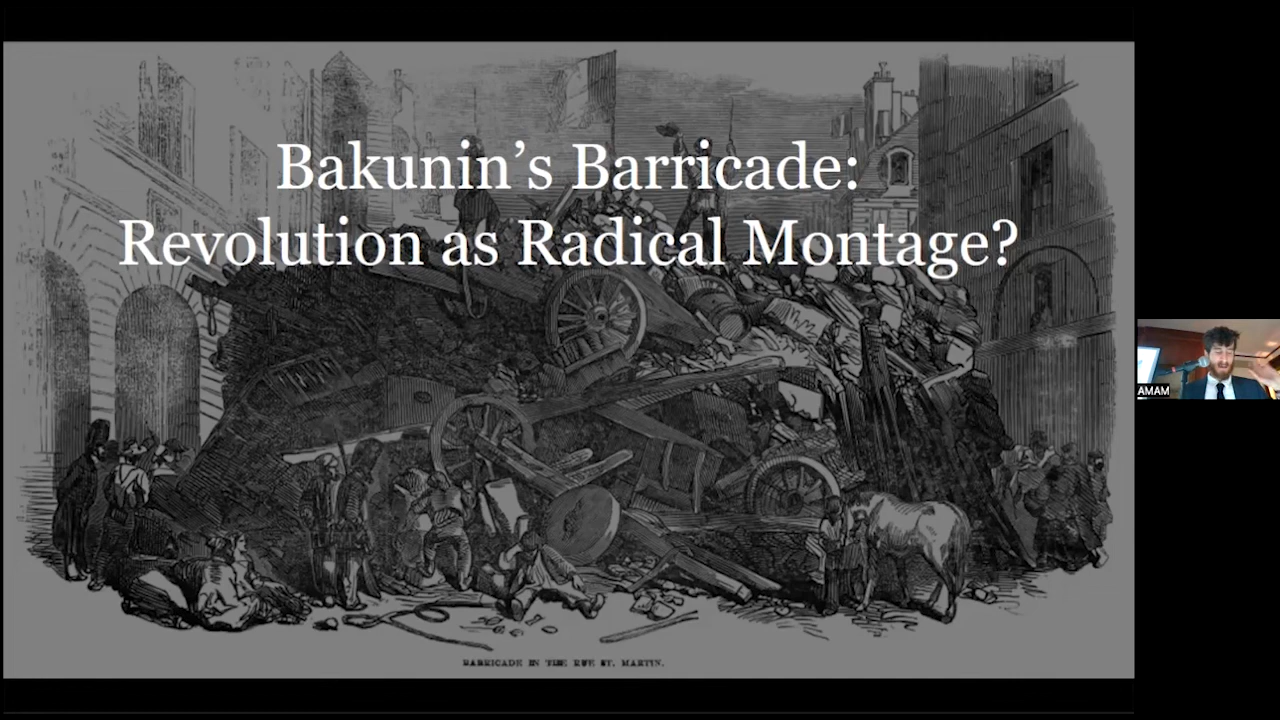 Bakunin’s Barricade:
Revolution as Radical Montage?
AMAM
BARRICADE IN THE RUE ST. MARTIN.